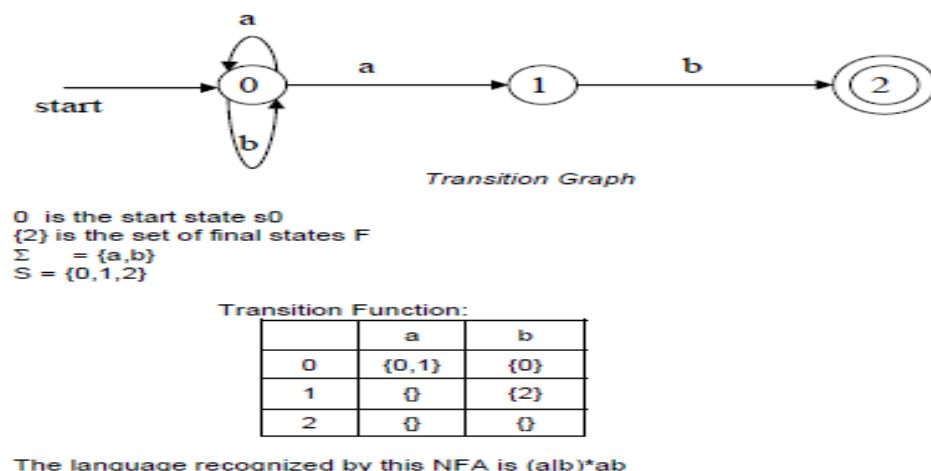 a
a
b
start
0
1
2
b
Transition Graph
0 is the start state s0
{2} is the set of final states F
Σ = {a,b}
S = {0,1,2}
Transition Function:
a b
0 {0,1} {0}
1 {} {2}
2 {} {}
The language recognized by this NFA is (a|b)*ab